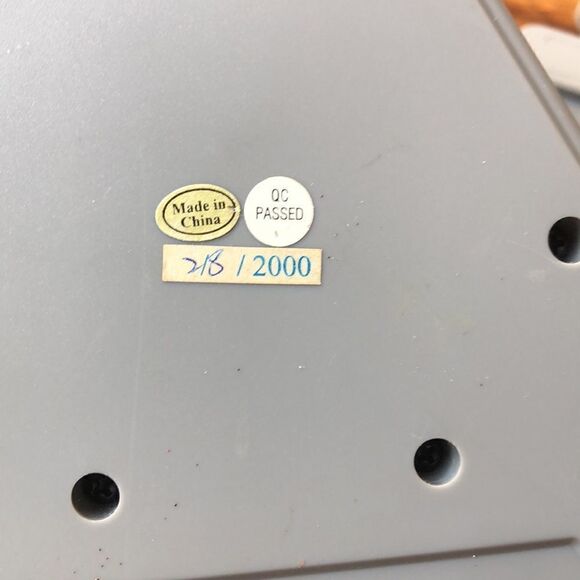 Made in
China
QC
PASSED
218 / 2000